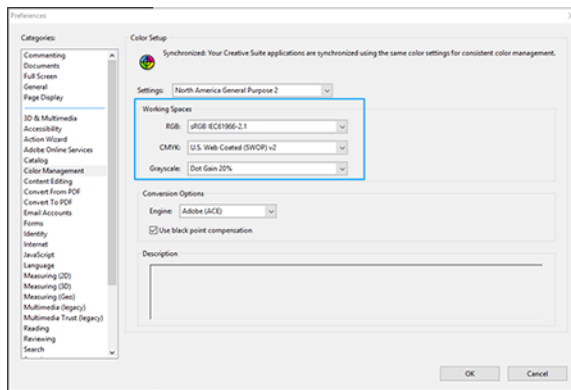 Preferences
Categories:
Commenting
Documents
Full Screen
General
Page Display
3D & Multimedia
Accessibility
Action Wizard
Adobe Online Services
Catalog
Color Management
Content Editing
Convert From PDF
Convert To PDF
Email Accounts
Forms
Identity
Internet
JavaScript
Language
Measuring (2D)
Measuring (3D)
Measuring (Geo)
Multimedia (legacy)
Multimedia Trust (legacy)
Reading
Reviewing
Search
Color Setup
Synchronized: Your Creative Suite applications are synchronized using the same color settings for consistent color management.
Settings: North America General Purpose 2
Working Spaces
RGB: sRGB IEC61966-2.1
CMYK: U.S. Web Coated (SWOP) v2
Grayscale: Dot Gain 20%
Conversion Options
Engine: Adobe (ACE)
Use black point compensation
Description
OK Cancel